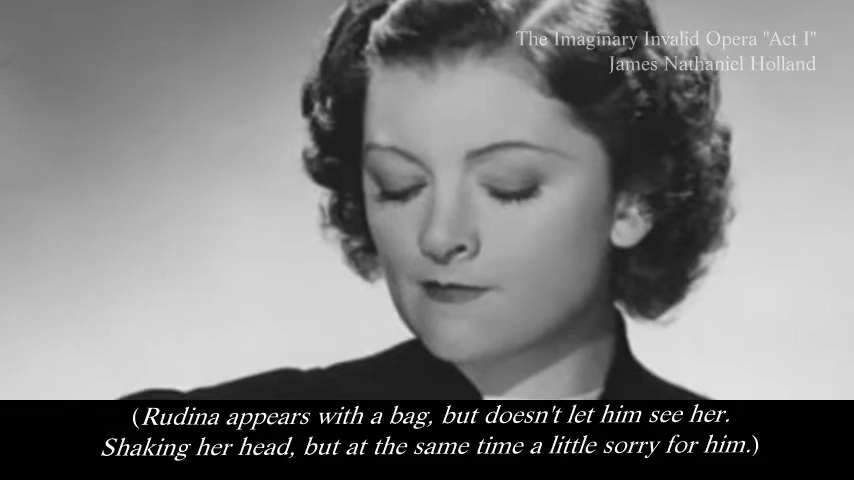 The Imaginary Invalid Opera "Act I"
James Nathaniel Holland
(Rudina appears with a bag, but doesn't let him see her.
Shaking her head, but at the same time a little sorry for him.)